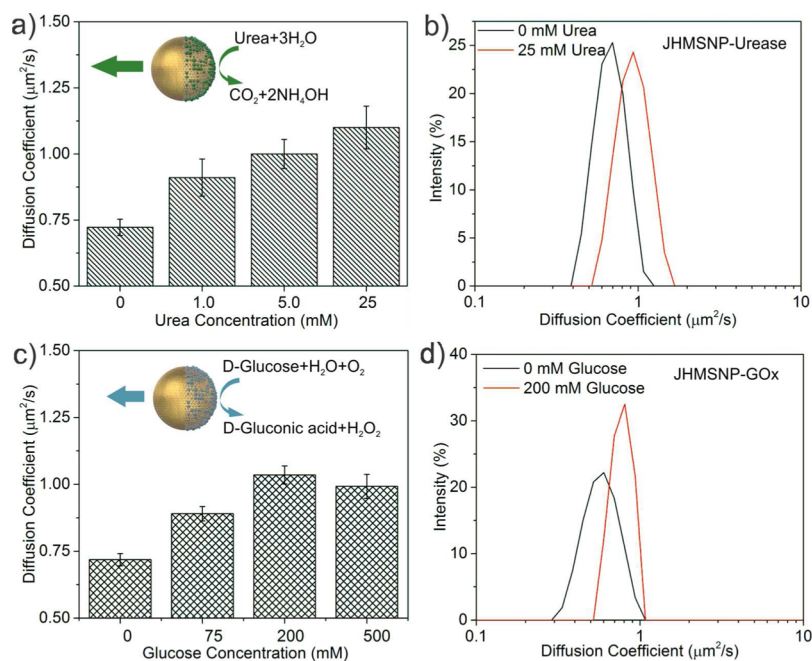 a)
Urea+3H₂O
CO₂+2NH₄OH
Diffusion Coefficient (μm²/s)
1.50
1.25
1.00
0.75
0.50
0
1.0
5.0
25
Urea Concentration (mM)
b)
0 mM Urea
25 mM Urea
JHMSNP-Urease
Intensity (%)
25
20
15
10
5
0
0.1
1
10
Diffusion Coefficient (μm²/s)
c)
D-Glucose+H₂O+O₂
D-Gluconic acid+H₂O₂
Diffusion Coefficient (μm²/s)
1.50
1.25
1.00
0.75
0.50
0
75
200
500
Glucose Concentration (mM)
d)
0 mM Glucose
200 mM Glucose
JHMSNP-GOx
Intensity (%)
40
30
20
10
0
0.1
1
10
Diffusion Coefficient (μm²/s)